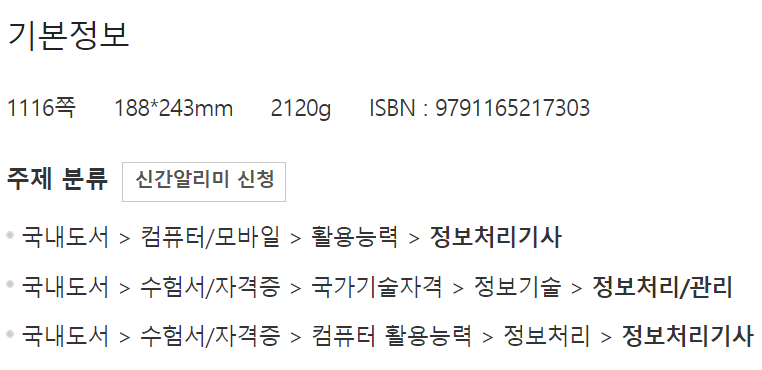 기본정보
1116쪽 188*243mm 2120g ISBN : 9791165217303
주제 분류 신간알리미 신청
국내도서 > 컴퓨터/모바일 > 활용능력 > 정보처리기사
국내도서 > 수험서/자격증 > 국가기술자격 > 정보기술 > 정보처리/관리
국내도서 > 수험서/자격증 > 컴퓨터 활용능력 > 정보처리 > 정보처리기사